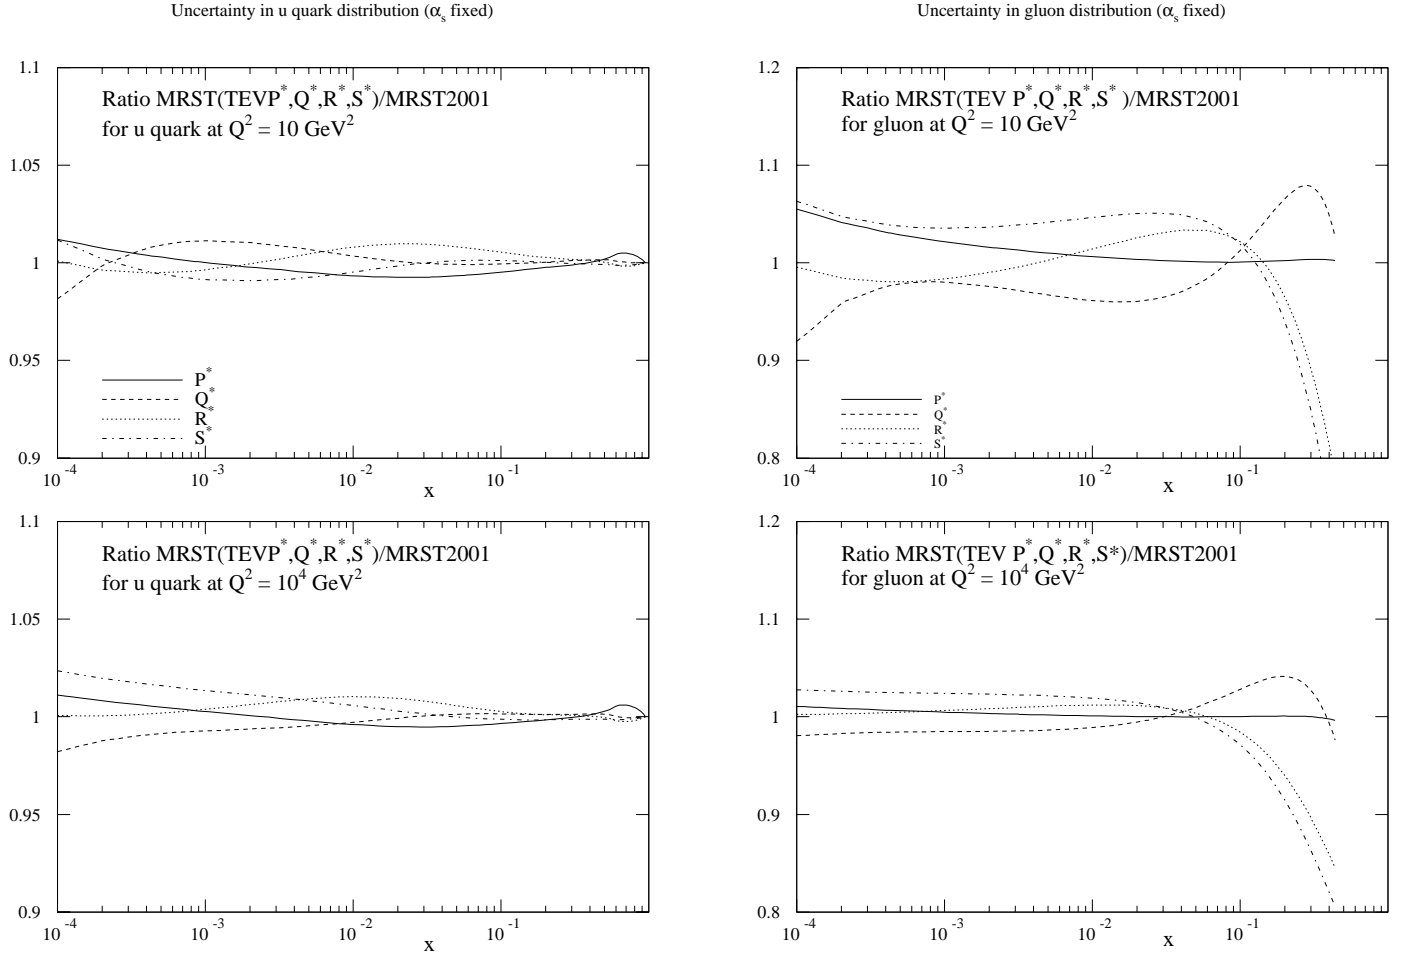 Uncertainty in u quark distribution (αs fixed)
1.1
Ratio MRST(TEVP*,Q*,R*,S*)/MRST2001
for u quark at Q2 = 10 GeV2
1.05
1
0.95
P*
Q*
R*
S*
0.9
10-4 10-3 10-2 10-1
x
Uncertainty in gluon distribution (αs fixed)
1.2
Ratio MRST(TEV P*,Q*,R*,S* )/MRST2001
for gluon at Q2 = 10 GeV2
1.1
1
0.9
P*
Q*
R*
S*
0.8
10-4 10-3 10-2 10-1
x
1.1
Ratio MRST(TEVP*,Q*,R*,S*)/MRST2001
for u quark at Q2 = 104 GeV2
1.05
1
0.95
0.9
10-4 10-3 10-2 10-1
x
1.2
Ratio MRST(TEV P*,Q*,R*,S*)/MRST2001
for gluon at Q2 = 104 GeV2
1.1
1
0.9
0.8
10-4 10-3 10-2 10-1
x